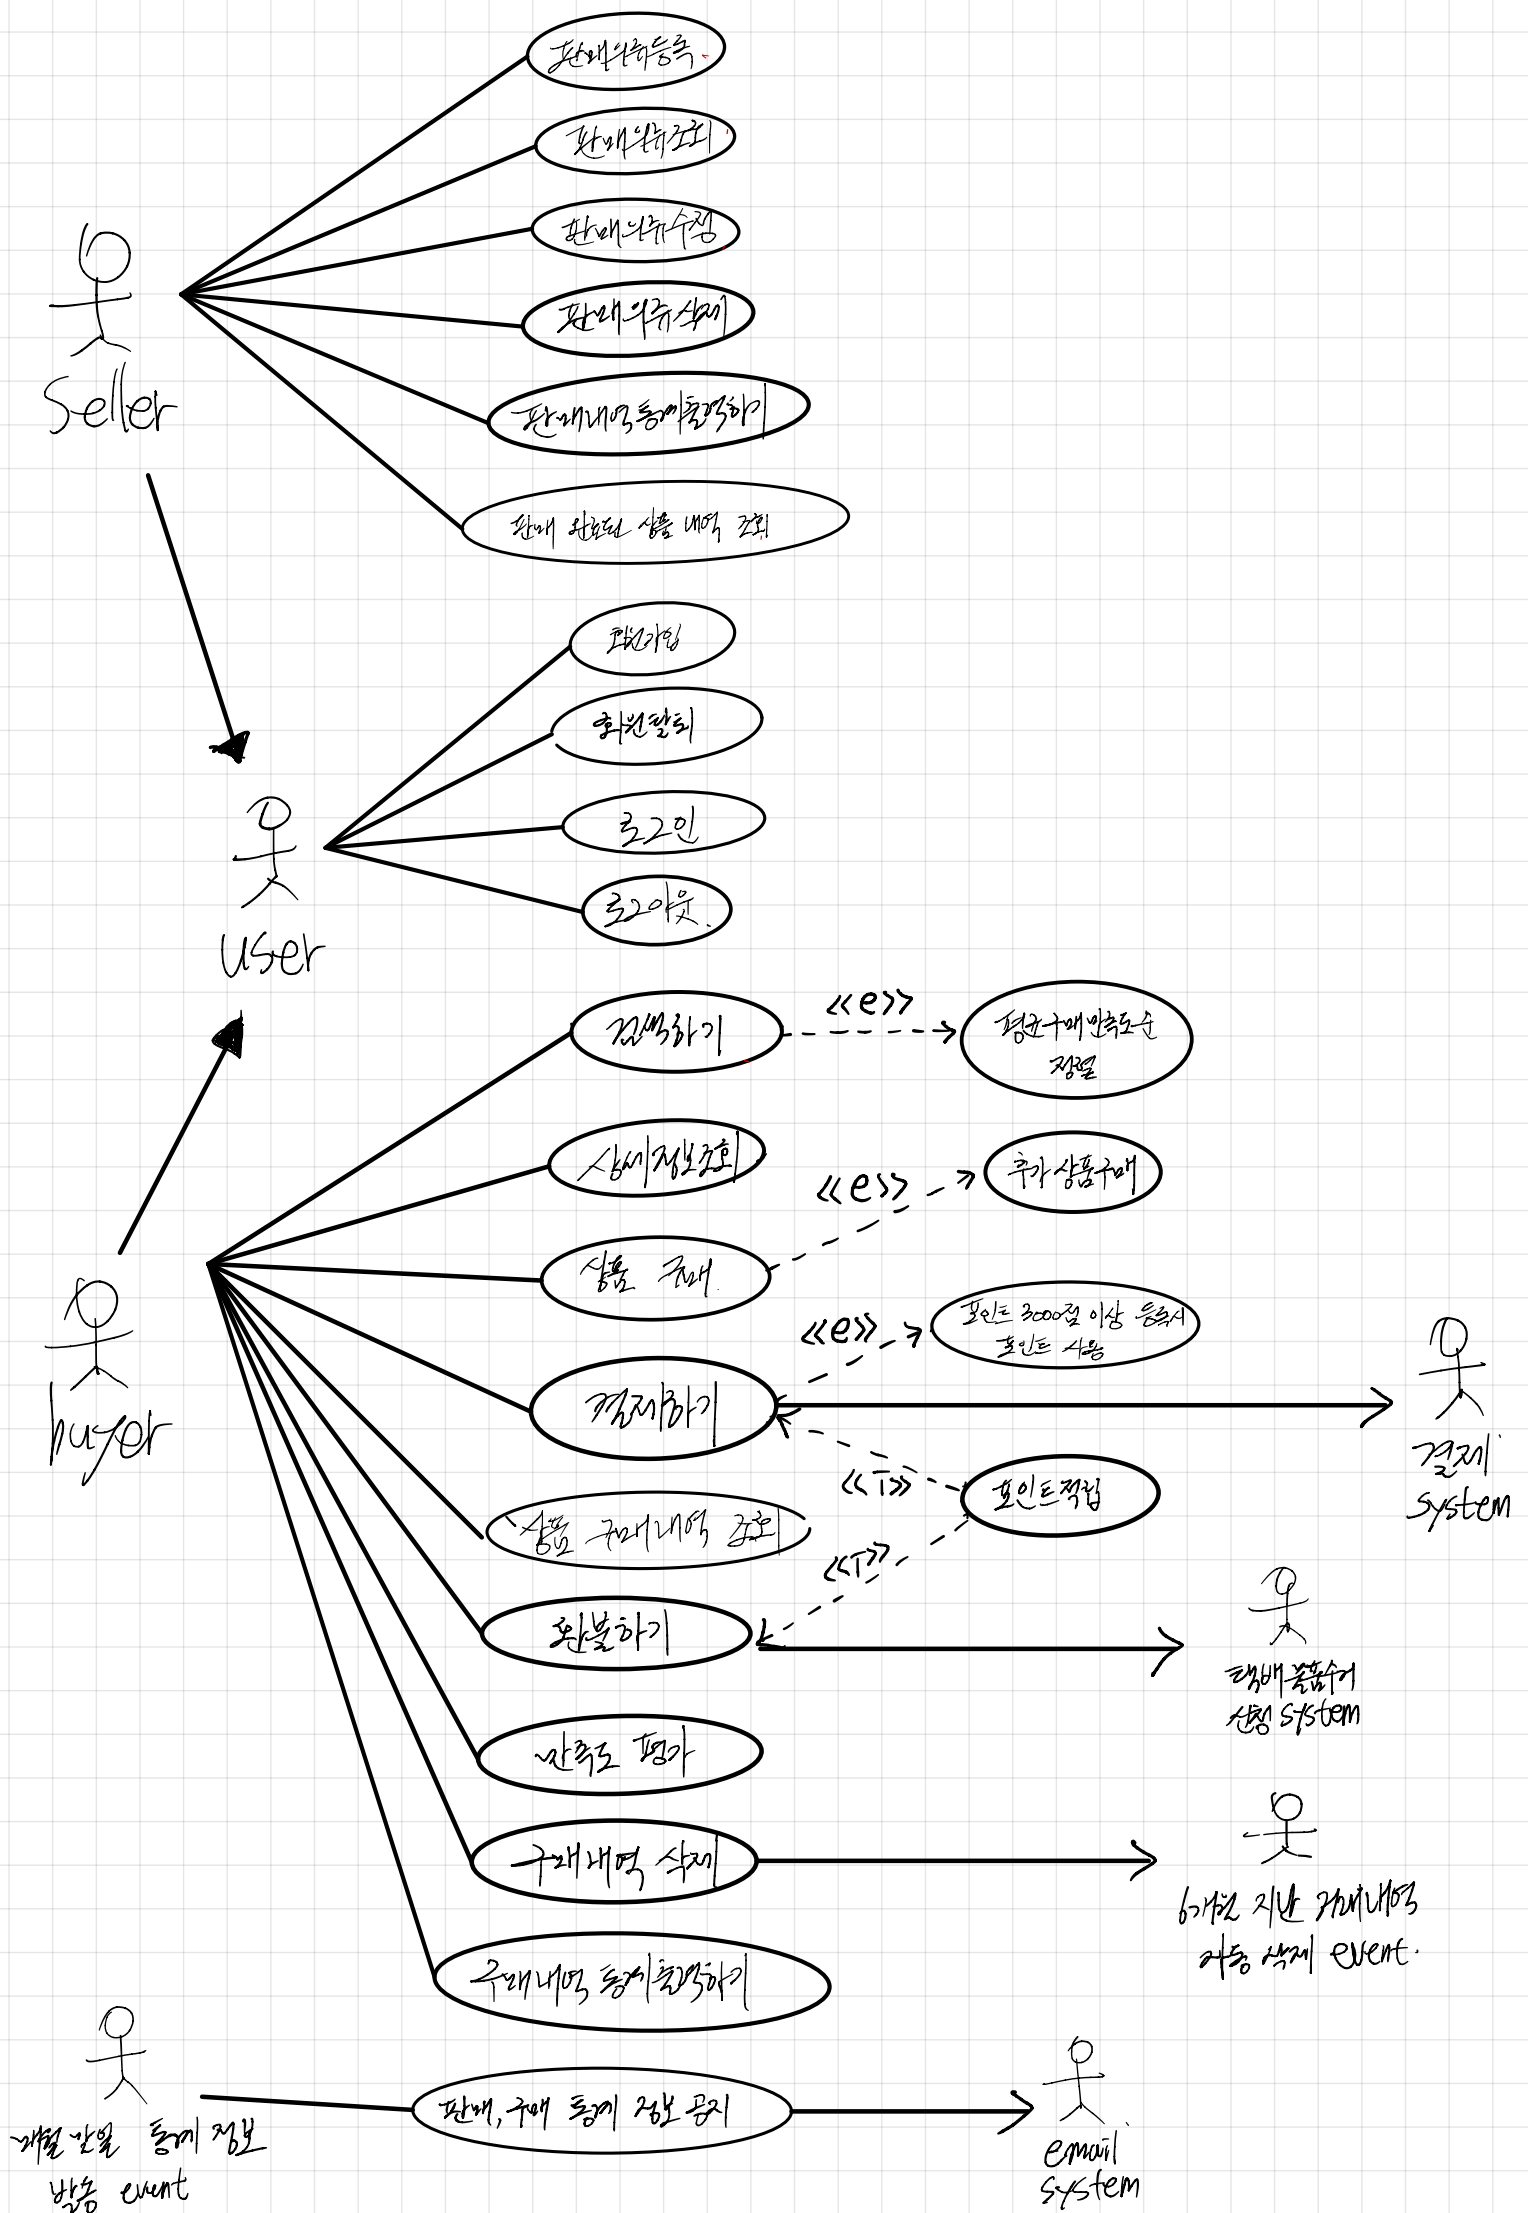 판매의류등록
판매의류조회
판매의류수정
판매의류삭제
Seller
판매내역통계출력하기
판매 완료된 상품 내역 조회
회원가입
회원탈퇴
로그인
로그아웃.
user
검색하기
<<e>>
평균구매만족도순
정렬
상세정보조회
<<e>>
추가 상품구매
상품 구매
<<e>>
포인트 3000점 이상 등록시
포인트 사용
buyer
결제하기
결제
system
<<I>>
포인트적립
상품 구매내역 조회
<<I>>
환불하기
택배물품수거
신청 system
만족도 평가
구매내역 삭제
6개월 지난 거래내역
자동 삭제 event.
구매내역 통계출력하기
판매, 구매 통계 정보 공지
매월 말일 통계 정보
발송 event
email
system